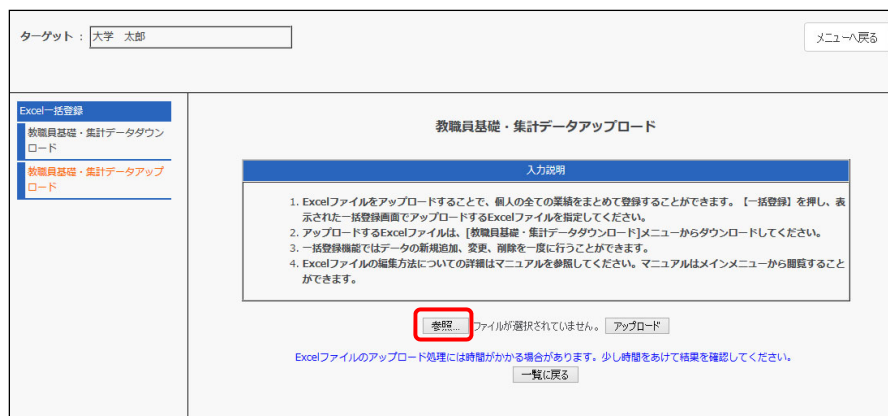 ターゲット : 大学 太郎
メニューへ戻る
Excel一括登録
教職員基礎・集計データダウン
ロード
教職員基礎・集計データアップ
ロード
教職員基礎・集計データアップロード
入力説明
1. Excelファイルをアップロードすることで、個人の全ての業績をまとめて登録することができます。【一括登録】を押し、表
示された一括登録画面でアップロードするExcelファイルを指定してください。
2. アップロードするExcelファイルは、[教職員基礎・集計データダウンロード]メニューからダウンロードしてください。
3. 一括登録機能ではデータの新規追加、変更、削除を一度に行うことができます。
4. Excelファイルの編集方法についての詳細はマニュアルを参照してください。マニュアルはメインメニューから閲覧すること
ができます。
参照... ファイルが選択されていません。 アップロード
Excelファイルのアップロード処理には時間がかかる場合があります。少し時間をあけて結果を確認してください。
一覧に戻る